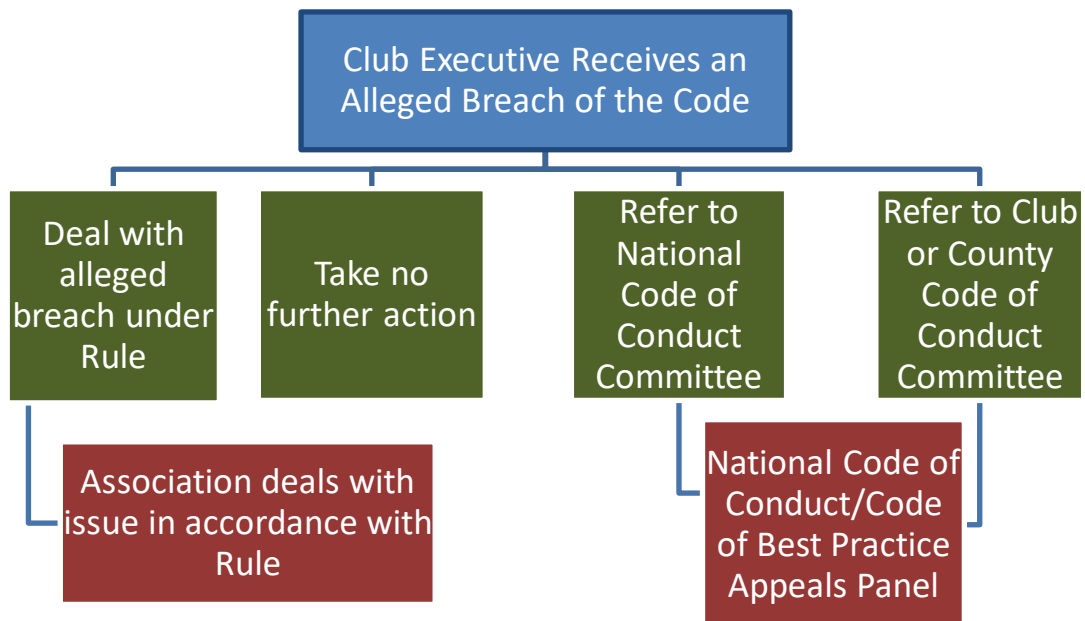 Club Executive Receives an
Alleged Breach of the Code
Deal with
alleged
breach under
Rule
Take no
further action
Refer to
National
Code of
Conduct
Committee
Refer to Club
or County
Code of
Conduct
Committee
Association deals with
issue in accordance with
Rule
National Code of
Conduct/Code
of Best Practice
Appeals Panel